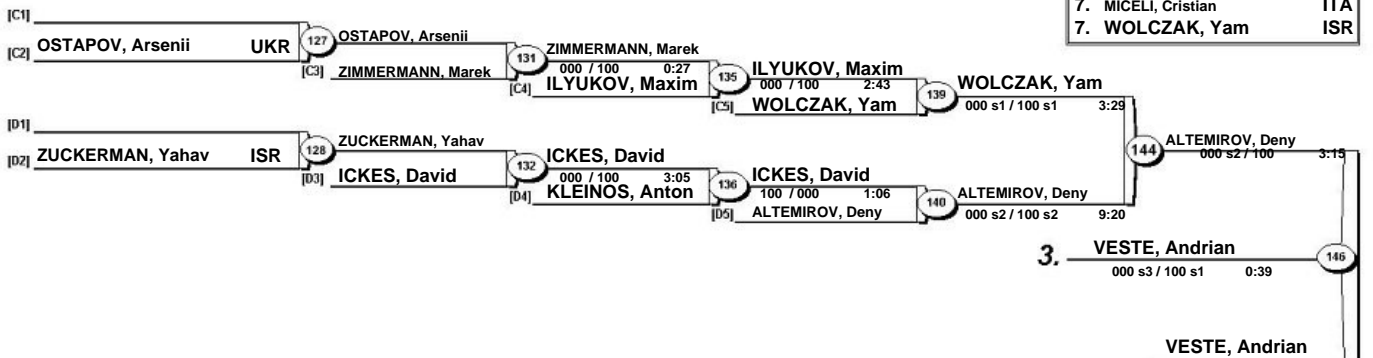 7. MICELI, Cristian ITA
7. WOLCZAK, Yam ISR
[C1]
[C2] OSTAPOV, Arsenii UKR
127
OSTAPOV, Arsenii
[C3] ZIMMERMANN, Marek
131
ZIMMERMANN, Marek
000 / 100 0:27
[C4] ILYUKOV, Maxim
135
ILYUKOV, Maxim
000 / 100 2:43
[C5] WOLCZAK, Yam
139
WOLCZAK, Yam
000 s1 / 100 s1 3:29
[D1]
[D2] ZUCKERMAN, Yahav ISR
128
ZUCKERMAN, Yahav
[D3] ICKES, David
132
ICKES, David
000 / 100 3:05
[D4] KLEINOS, Anton
136
ICKES, David
100 / 000 1:06
[D5] ALTEMIROV, Deny
140
ALTEMIROV, Deny
000 s2 / 100 s2 9:20
144
ALTEMIROV, Deny
000 s2 / 100 3:15
3. VESTE, Andrian
000 s3 / 100 s1 0:39
146
VESTE, Andrian